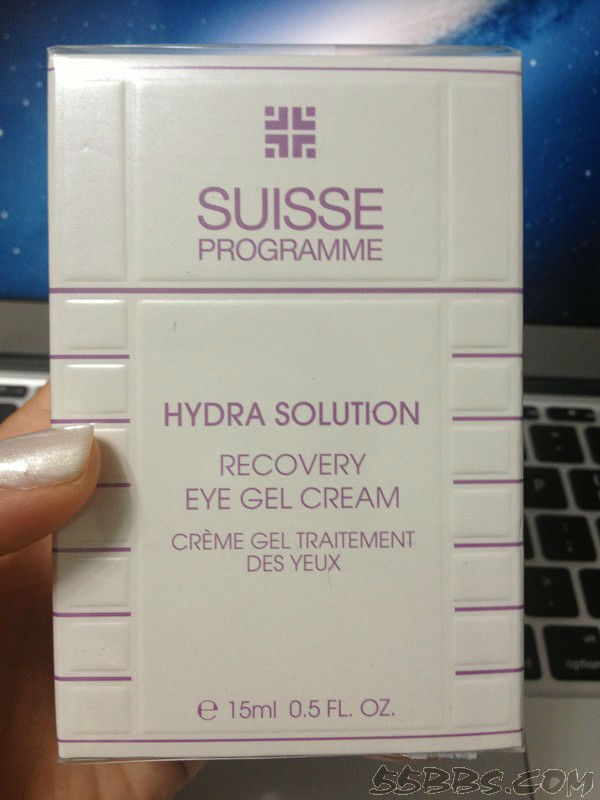 SUISSE
PROGRAMME
HYDRA SOLUTION
RECOVERY
EYE GEL CREAM
CRÈME GEL TRAITEMENT
DES YEUX
℮ 15ml 0.5 FL. OZ.
option
55BBS.COM